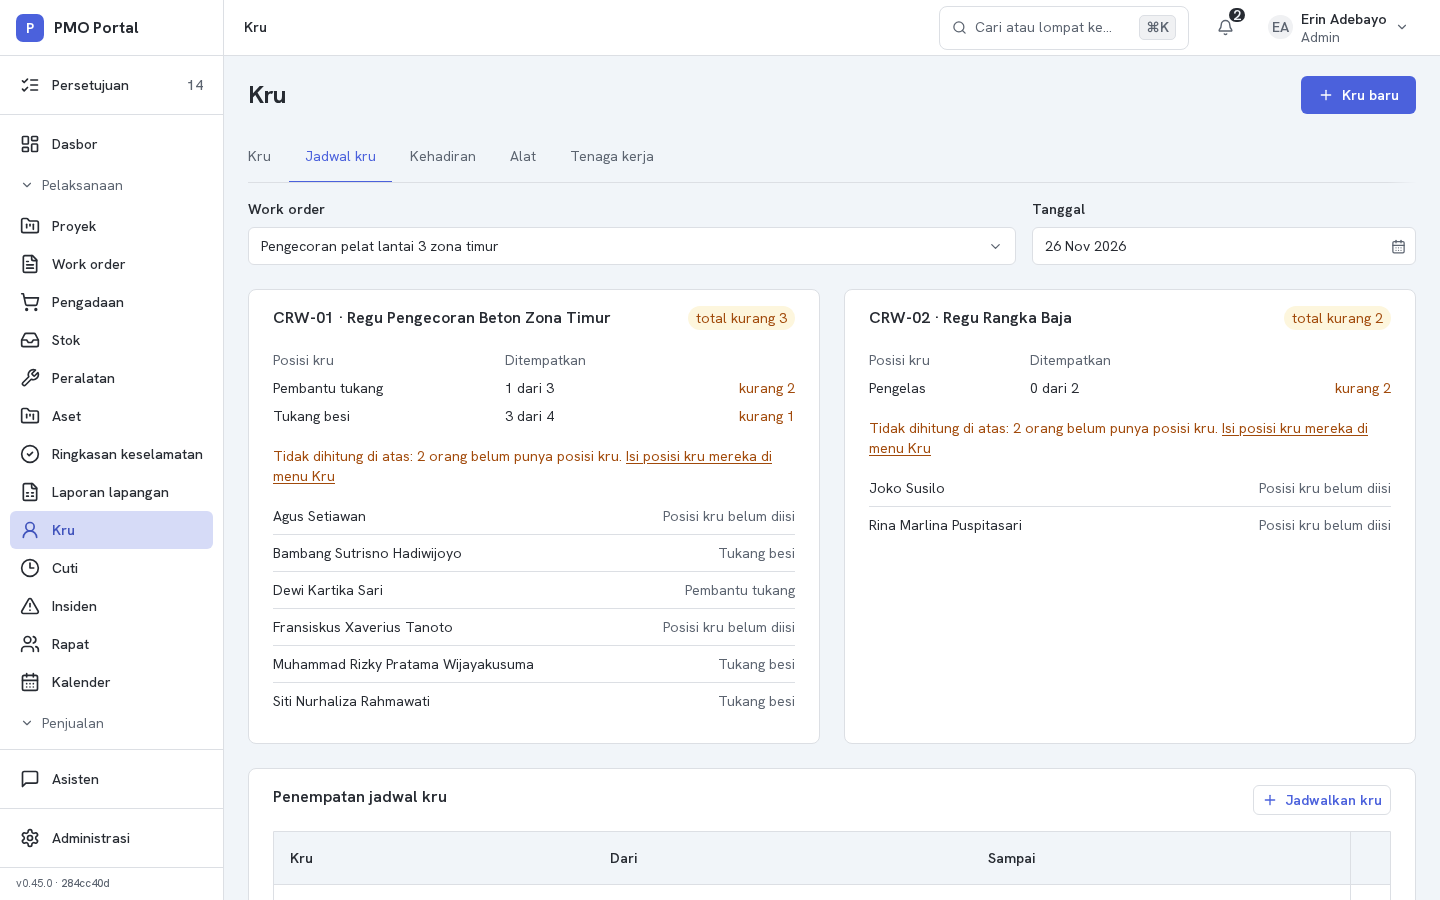 P PMO Portal
Kru
Cari atau lompat ke...
⌘K
2
EA
Erin Adebayo
Admin
Persetujuan 14
Dasbor
Pelaksanaan
Proyek
Work order
Pengadaan
Stok
Peralatan
Aset
Ringkasan keselamatan
Laporan lapangan
Kru
Cuti
Insiden
Rapat
Kalender
Penjualan
Asisten
Administrasi
v0.45.0 · 284cc40d
Kru
Kru baru
Kru Jadwal kru Kehadiran Alat Tenaga kerja
Work order
Pengecoran pelat lantai 3 zona timur
Tanggal
26 Nov 2026
CRW-01 · Regu Pengecoran Beton Zona Timur total kurang 3
Posisi kru Ditempatkan
Pembantu tukang 1 dari 3 kurang 2
Tukang besi 3 dari 4 kurang 1
Tidak dihitung di atas: 2 orang belum punya posisi kru. Isi posisi kru mereka di
menu Kru
Agus Setiawan Posisi kru belum diisi
Bambang Sutrisno Hadiwijoyo Tukang besi
Dewi Kartika Sari Pembantu tukang
Fransiskus Xaverius Tanoto Posisi kru belum diisi
Muhammad Rizky Pratama Wijayakusuma Tukang besi
Siti Nurhaliza Rahmawati Tukang besi
CRW-02 · Regu Rangka Baja total kurang 2
Posisi kru Ditempatkan
Pengelas 0 dari 2 kurang 2
Tidak dihitung di atas: 2 orang belum punya posisi kru. Isi posisi kru mereka di
menu Kru
Joko Susilo Posisi kru belum diisi
Rina Marlina Puspitasari Posisi kru belum diisi
Penempatan jadwal kru
Jadwalkan kru
Kru Dari Sampai